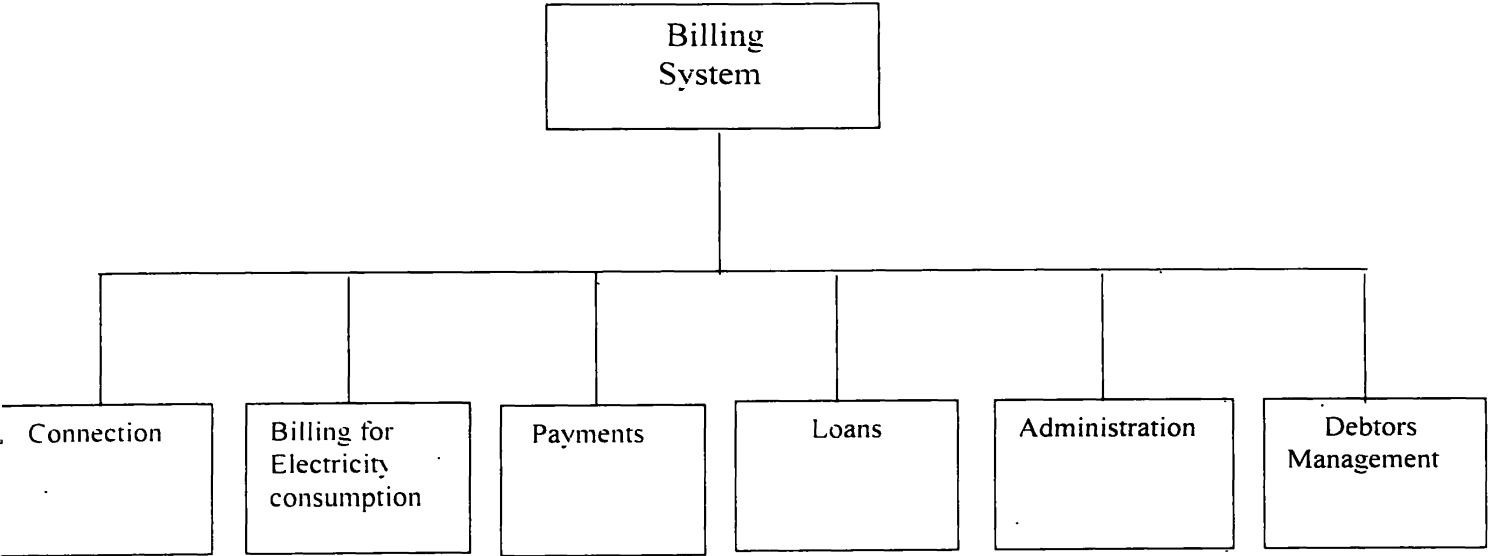 Billing
System
Connection
Billing for
Electricity
consumption
Payments
Loans
Administration
Debtors
Management